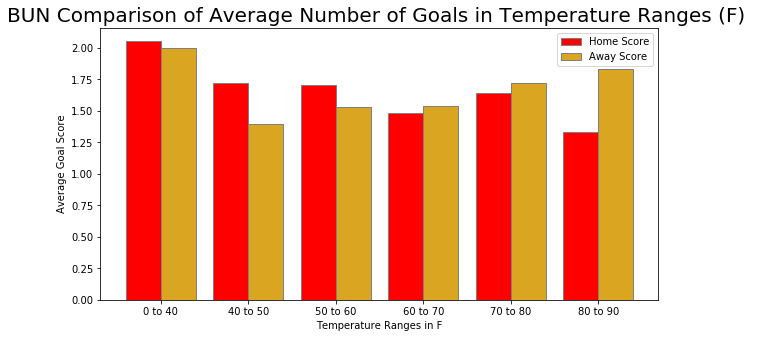 BUN Comparison of Average Number of Goals in Temperature Ranges (F)
Home Score
Away Score
Average Goal Score
2.00
1.75
1.50
1.25
1.00
0.75
0.50
0.25
0.00
0 to 40
40 to 50
50 to 60
60 to 70
70 to 80
80 to 90
Temperature Ranges in F